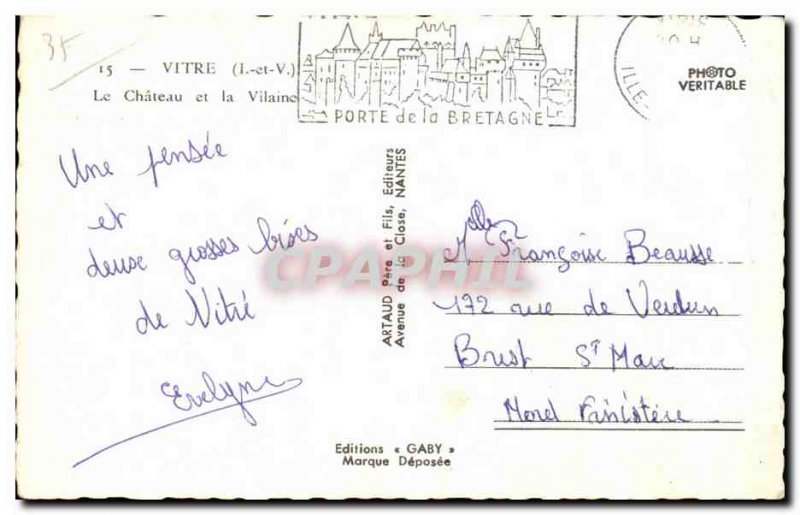 3F
15 — VITRE (I.-et-V.)
Le Château et la Vilaine
PORTE de la BRETAGNE
ILLE-
PHOTO
VERITABLE
Une pensée
et
deux grosses bises
de Vitré
Evelyne
ARTAUD Père et Fils, Editeurs
Avenue de la Close, NANTES
CPARAPHIL
Mlle Françoise Beausse
172 rue de Verdun
Brest St Marc
Nord Finistère
Editions « GABY »
Marque Déposée